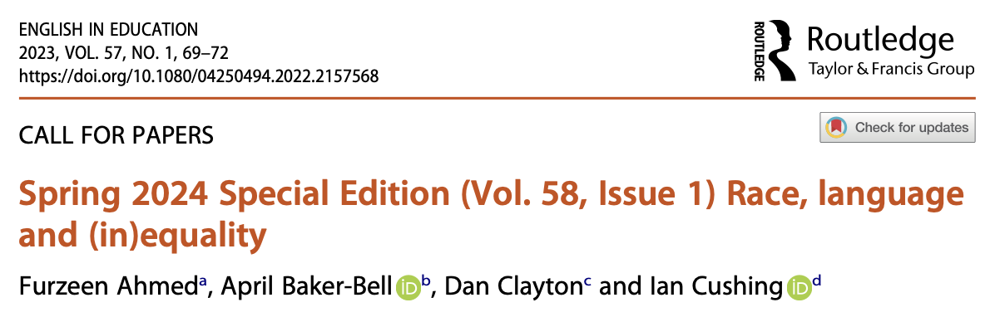 ENGLISH IN EDUCATION
2023, VOL. 57, NO. 1, 69–72
https://doi.org/10.1080/04250494.2022.2157568
ROUTLEDGE
Routledge
Taylor & Francis Group
Check for updates
CALL FOR PAPERS
Spring 2024 Special Edition (Vol. 58, Issue 1) Race, language
and (in)equality
Furzeen Ahmedᵃ, April Baker-Bell iDᵇ, Dan Claytonᶜ and Ian Cushing iDᵈ